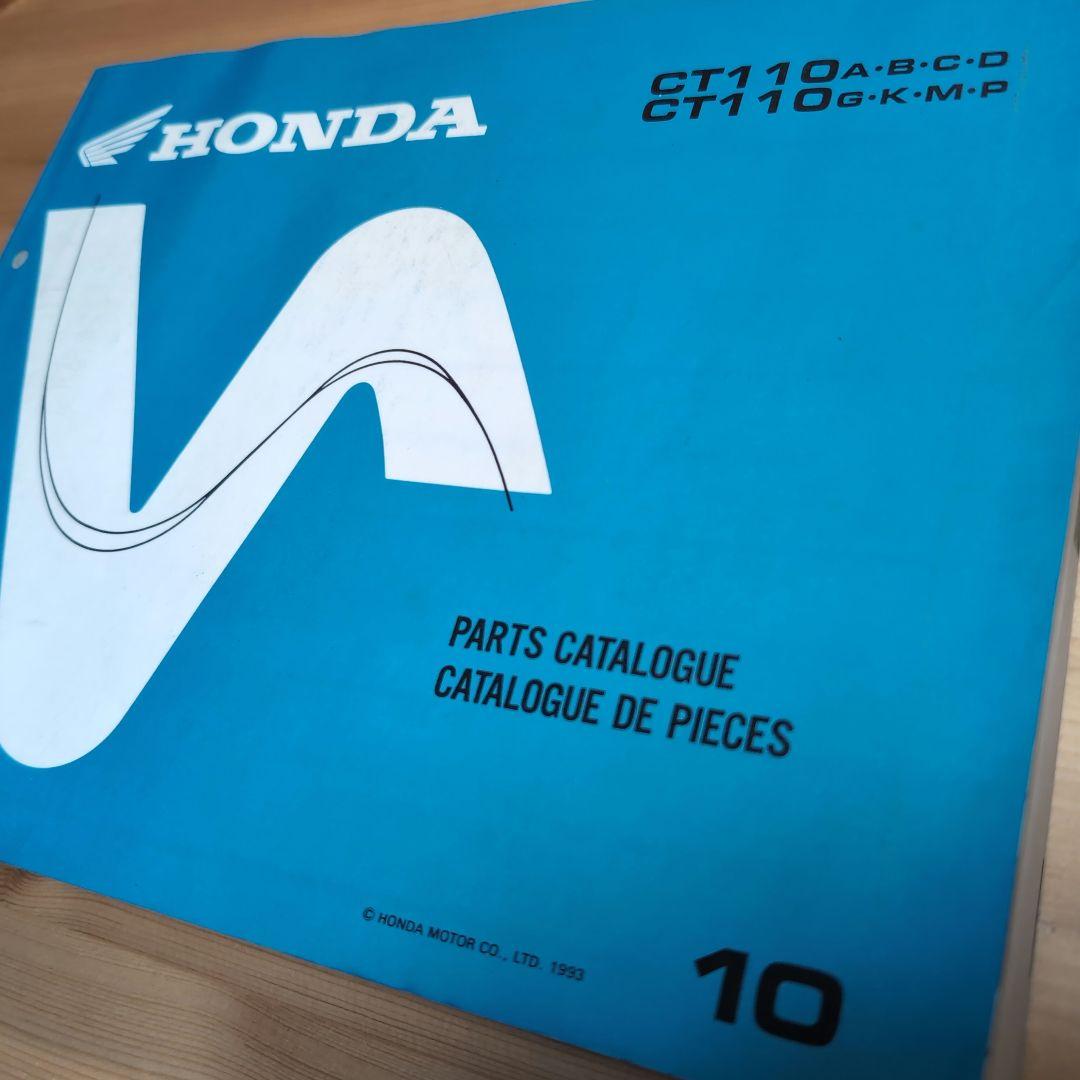 HONDA
CT110A·B·C·D
CT110G·K·M·P
PARTS CATALOGUE
CATALOGUE DE PIECES
© HONDA MOTOR CO., LTD. 1993
10